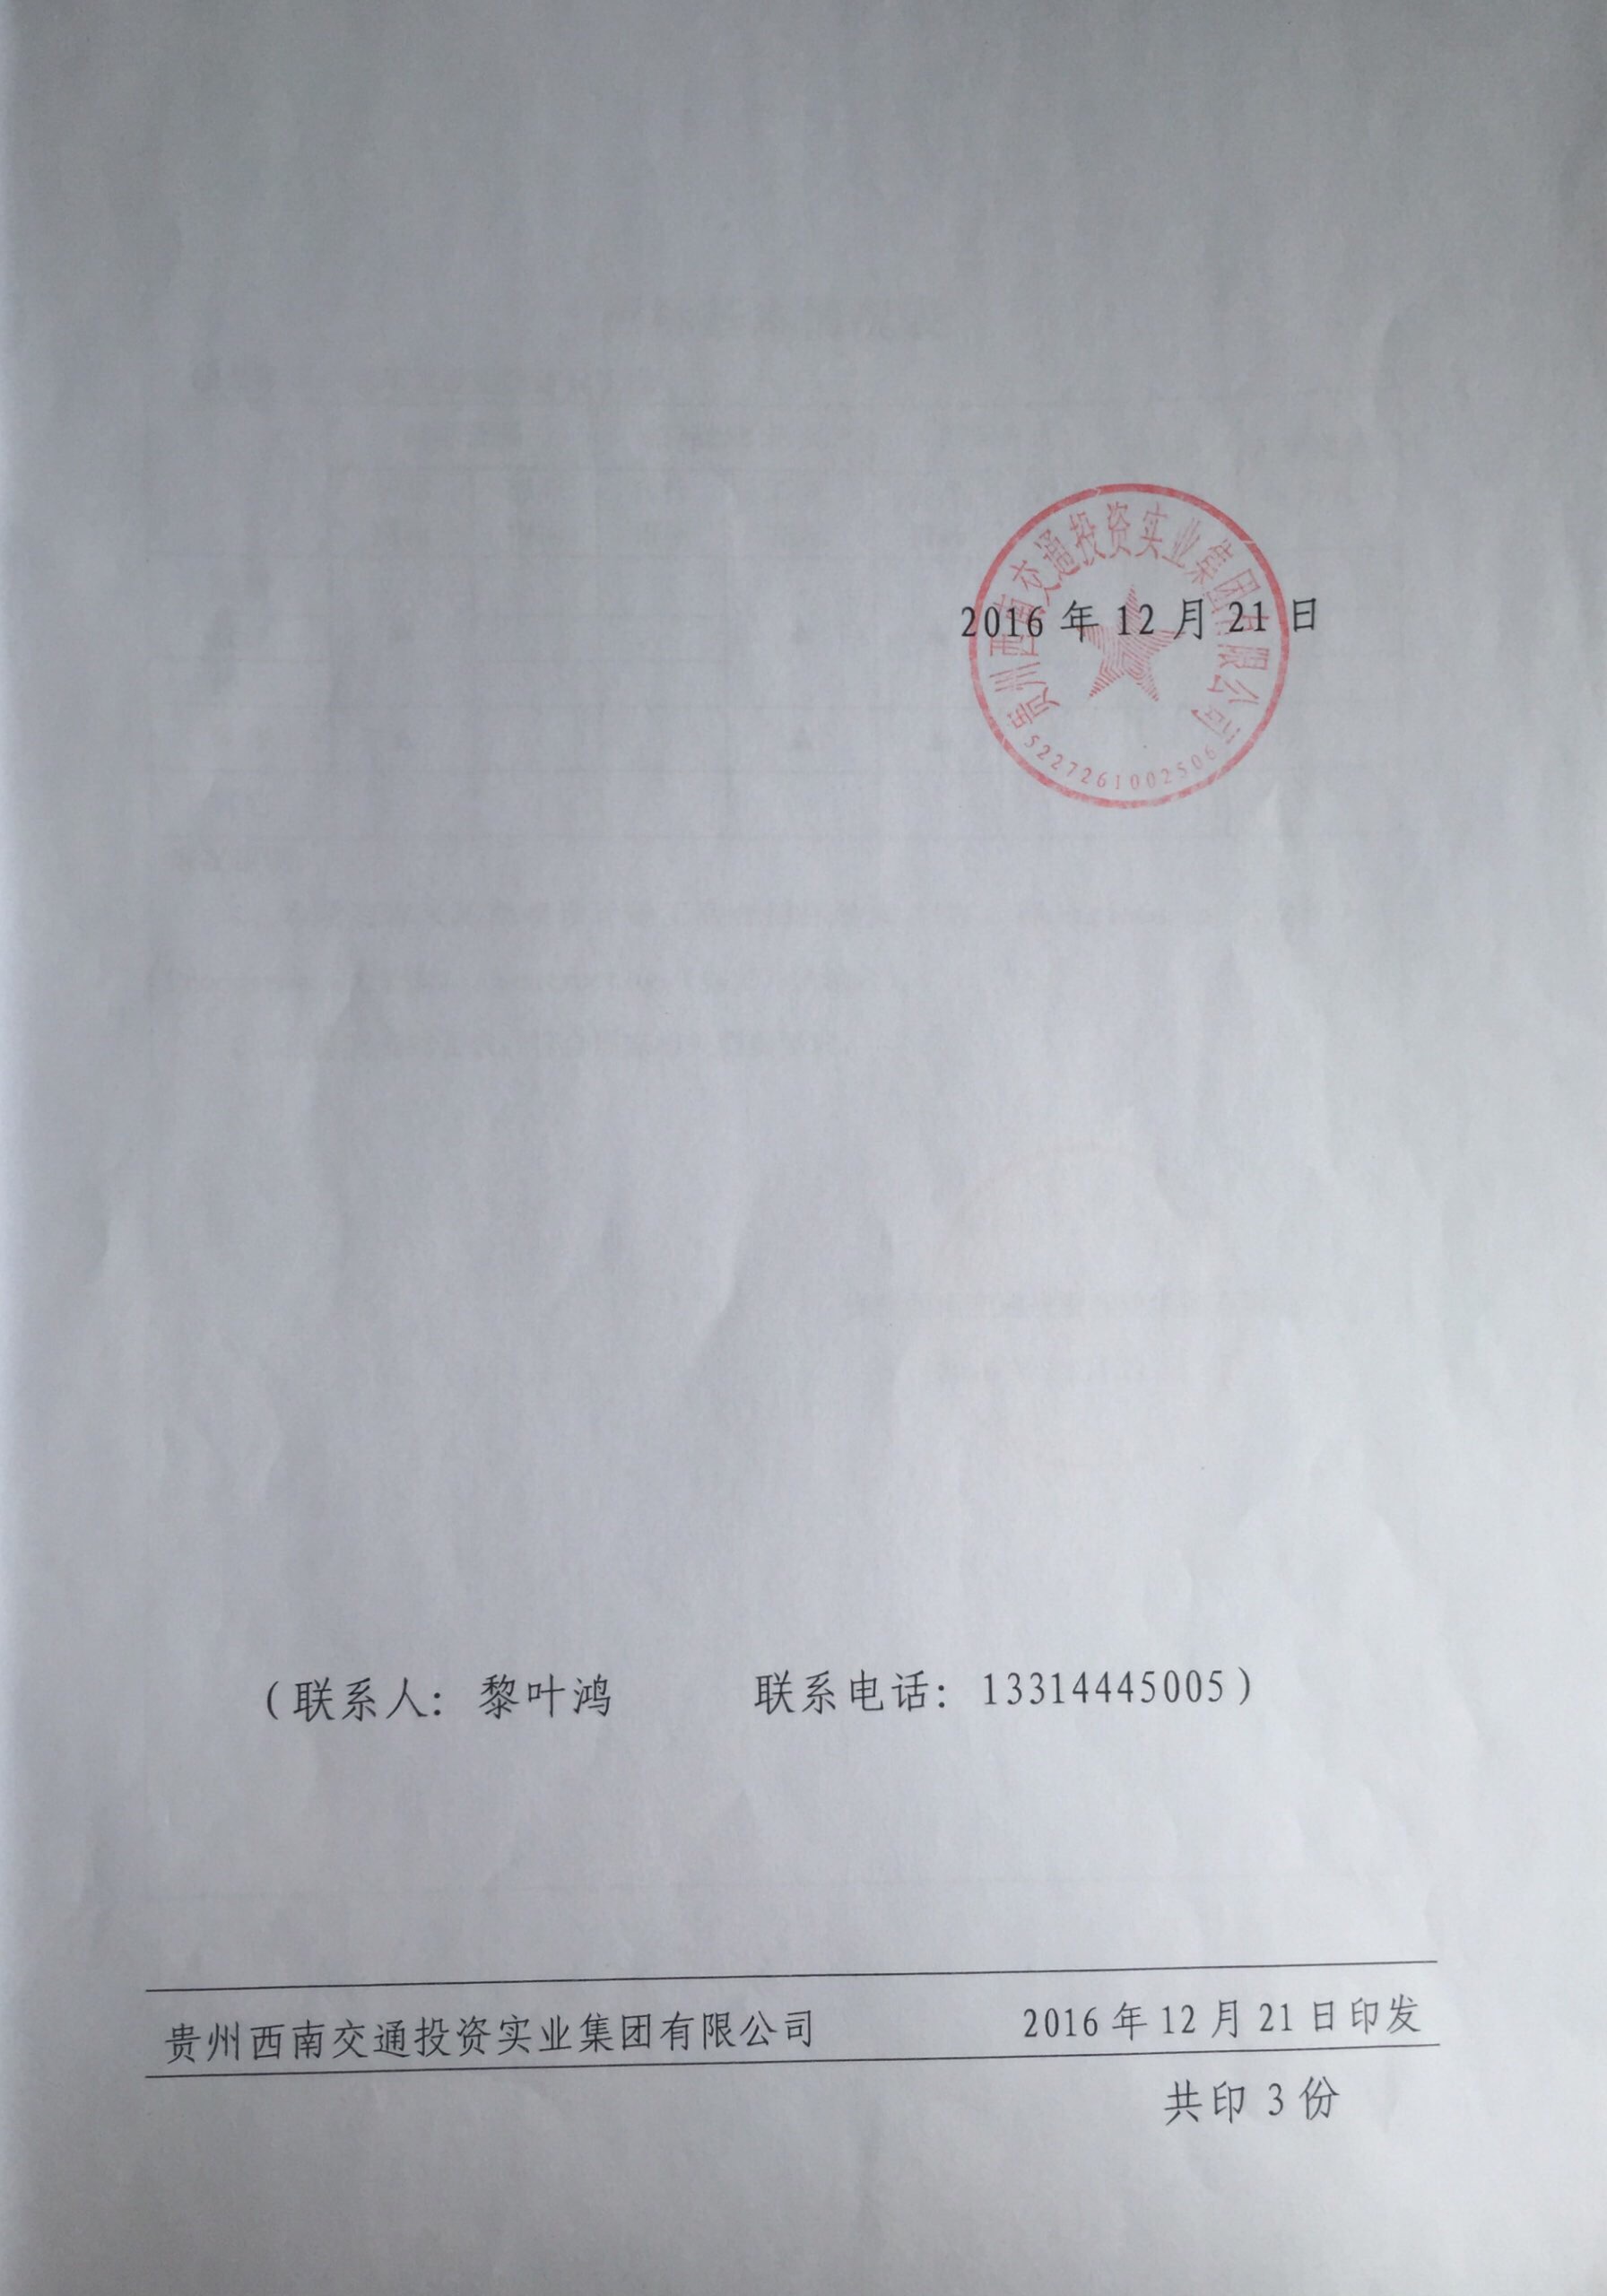 贵州西南交通投资实业集团有限公司
2016 年 12 月 21 日
5227261002506
（联系人：黎叶鸿 联系电话：13314445005）
贵州西南交通投资实业集团有限公司 2016 年 12 月 21 日印发
共印 3 份